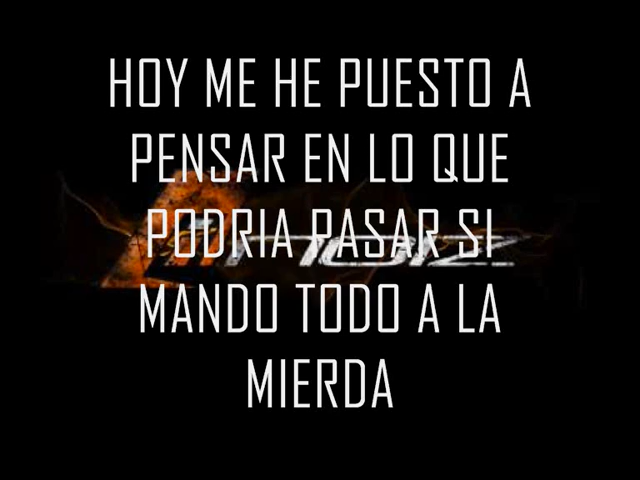 HOY ME HE PUESTO A
PENSAR EN LO QUE
PODRIA PASAR SI
MANDO TODO A LA
MIERDA